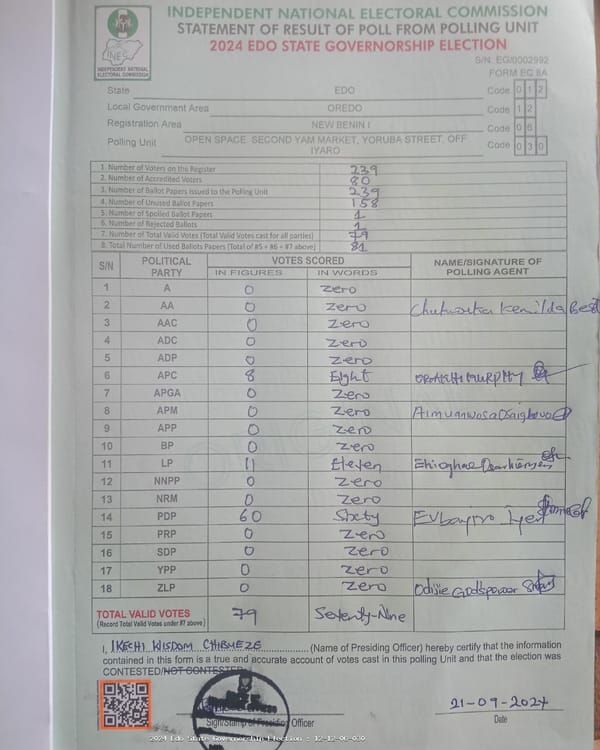 INDEPENDENT NATIONAL ELECTORAL COMMISSION
STATEMENT OF RESULT OF POLL FROM POLLING UNIT
2024 EDO STATE GOVERNORSHIP ELECTION
INEC
INDEPENDENT NATIONAL ELECTORAL COMMISSION
S/N: EG/0002992
FORM EC 8A
State EDO Code 0 1 2
Local Government Area OREDO Code 1 2
Registration Area NEW BENIN I Code 0 6
Polling Unit OPEN SPACE SECOND YAM MARKET, YORUBA STREET, OFF IYARO Code 0 3 0
1. Number of Voters on the Register 239
2. Number of Accredited Voters 80
3. Number of Ballot Papers issued to the Polling Unit 239
4. Number of Unused Ballot Papers 158
5. Number of Spoiled Ballot Papers 1
6. Number of Rejected Ballots 1
7. Number of Total Valid Votes (Total Valid Votes cast for all parties) 79
8. Total Number of Used Ballots Papers (Total of #5 + #6 + #7 above) 81
S/N POLITICAL PARTY VOTES SCORED NAME/SIGNATURE OF POLLING AGENT
IN FIGURES IN WORDS
1 A 0 Zero
2 AA 0 Zero
3 AAC 0 Zero
4 ADC 0 Zero
5 ADP 0 Zero
6 APC 8 Eight MURPHY
7 APGA 0 Zero
8 APM 0 Zero
9 APP 0 Zero
10 BP 0 Zero
11 LP 11 Eleven
12 NNPP 0 Zero
13 NRM 0 Zero
14 PDP 60 Sixty
15 PRP 0 Zero
16 SDP 0 Zero
17 YPP 0 Zero
18 ZLP 0 Zero Odijie Godspower
TOTAL VALID VOTES 79 Seventy-Nine
(Record Total Valid Votes under #7 above)
I, IKECHI WISDOM CHIBUEZE (Name of Presiding Officer) hereby certify that the information
contained in this form is a true and accurate account of votes cast in this polling Unit and that the election was
CONTESTED/NOT CONTESTED.
21-09-2024
Sign/Stamp of Presiding Officer Date
2024 Edo State Governorship Election : 12-12-06-030